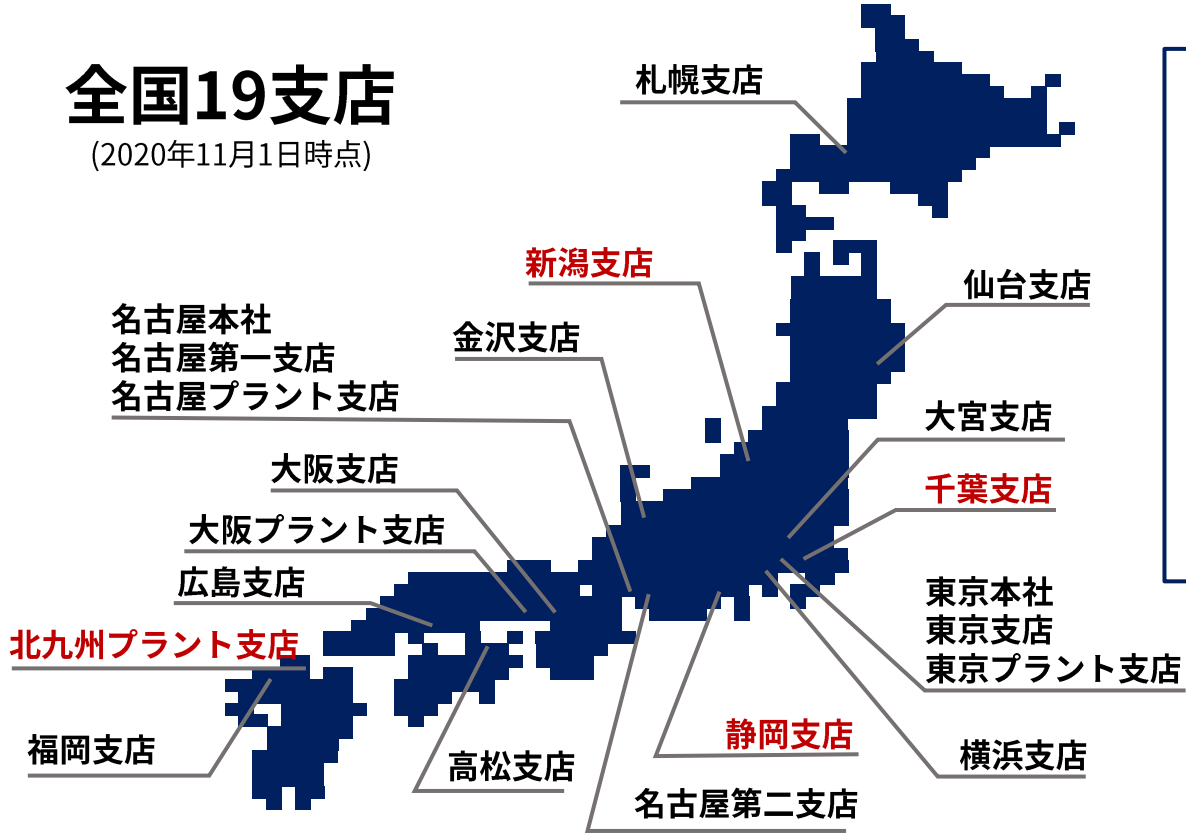 全国19支店
(2020年11月1日時点)
札幌支店
新潟支店
仙台支店
名古屋本社
名古屋第一支店
名古屋プラント支店
金沢支店
大宮支店
大阪支店
千葉支店
大阪プラント支店
広島支店
東京本社
東京支店
東京プラント支店
北九州プラント支店
静岡支店
福岡支店
高松支店
横浜支店
名古屋第二支店